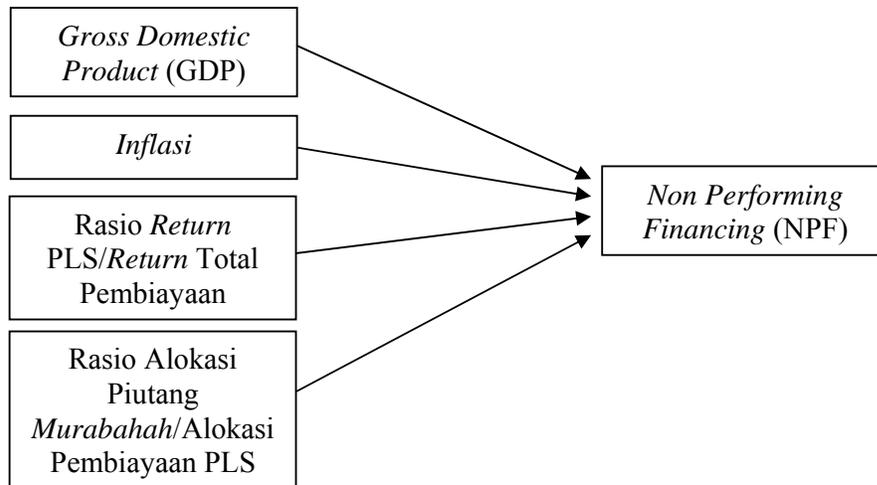 Gross Domestic
Product (GDP)
Inflasi
Rasio Return
PLS/Return Total
Pembiayaan
Rasio Alokasi
Piutang
Murabahah/Alokasi
Pembiayaan PLS
Non Performing
Financing (NPF)